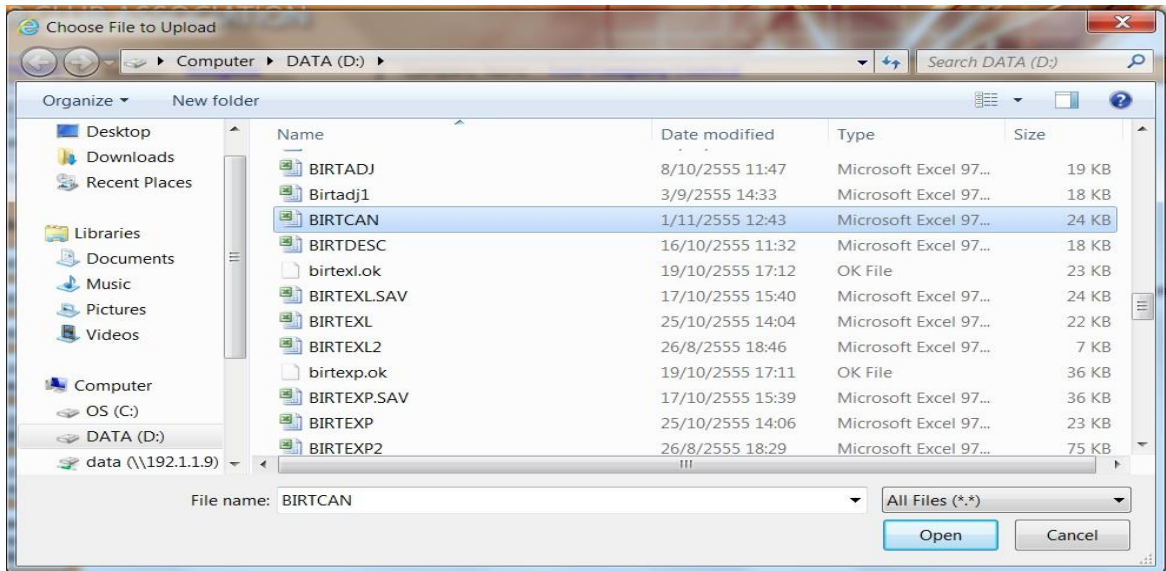 CLUB ASSOCIATION
Choose File to Upload
Computer DATA (D:)
Search DATA (D:)
Organize New folder
Desktop
Downloads
Recent Places
Libraries
Documents
Music
Pictures
Videos
Computer
OS (C:)
DATA (D:)
data (\\192.1.1.9)
Name Date modified Type Size
BIRTADJ 8/10/2555 11:47 Microsoft Excel 97... 19 KB
Birtadj1 3/9/2555 14:33 Microsoft Excel 97... 18 KB
BIRTCAN 1/11/2555 12:43 Microsoft Excel 97... 24 KB
BIRTDESC 16/10/2555 11:32 Microsoft Excel 97... 18 KB
birtexl.ok 19/10/2555 17:12 OK File 23 KB
BIRTEXL.SAV 17/10/2555 15:40 Microsoft Excel 97... 24 KB
BIRTEXL 25/10/2555 14:04 Microsoft Excel 97... 22 KB
BIRTEXL2 26/8/2555 18:46 Microsoft Excel 97... 7 KB
birtexp.ok 19/10/2555 17:11 OK File 36 KB
BIRTEXP.SAV 17/10/2555 15:39 Microsoft Excel 97... 36 KB
BIRTEXP 25/10/2555 14:06 Microsoft Excel 97... 23 KB
BIRTEXP2 26/8/2555 18:29 Microsoft Excel 97... 75 KB
File name: BIRTCAN All Files (*.*)
Open Cancel